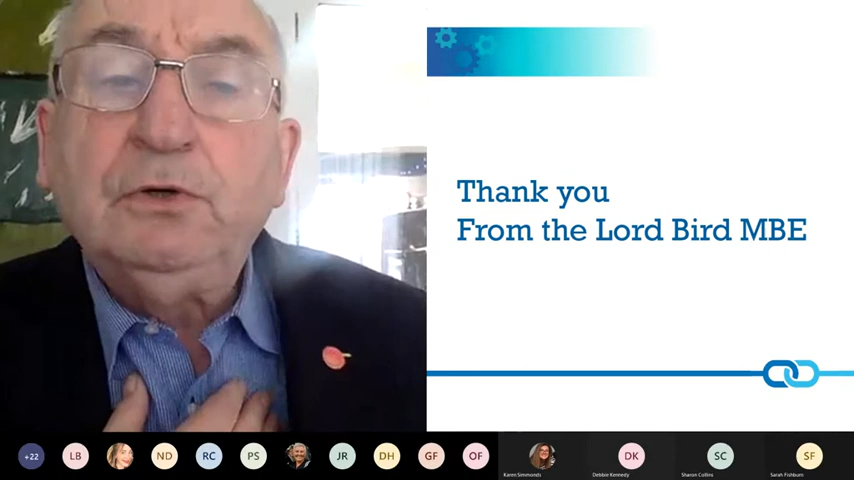 Thank you
From the Lord Bird MBE
+22
LB
ND
RC
PS
JR
DH
GF
OF
DK
SC
SF
Karen Simmonds
Debbie Kennedy
Sharon Collins
Sarah Fishburn